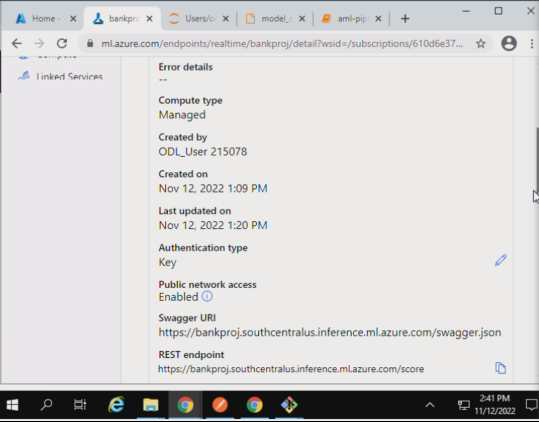 Home -
bankproj
Users/o
model_
aml-pip
ml.azure.com/endpoints/realtime/bankproj/detail?wsid=/subscriptions/610d6e37...
Linked Services
Error details
--
Compute type
Managed
Created by
ODL_User 215078
Created on
Nov 12, 2022 1:09 PM
Last updated on
Nov 12, 2022 1:20 PM
Authentication type
Key
Public network access
Enabled
Swagger URI
https://bankproj.southcentralus.inference.ml.azure.com/swagger.json
REST endpoint
https://bankproj.southcentralus.inference.ml.azure.com/score
2:41 PM
11/12/2022